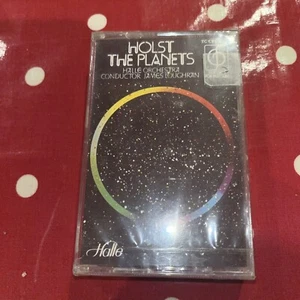 HOLST
THE PLANETS
HALLÉ ORCHESTRA
CONDUCTOR JAMES LOUGHRAN
Hallé